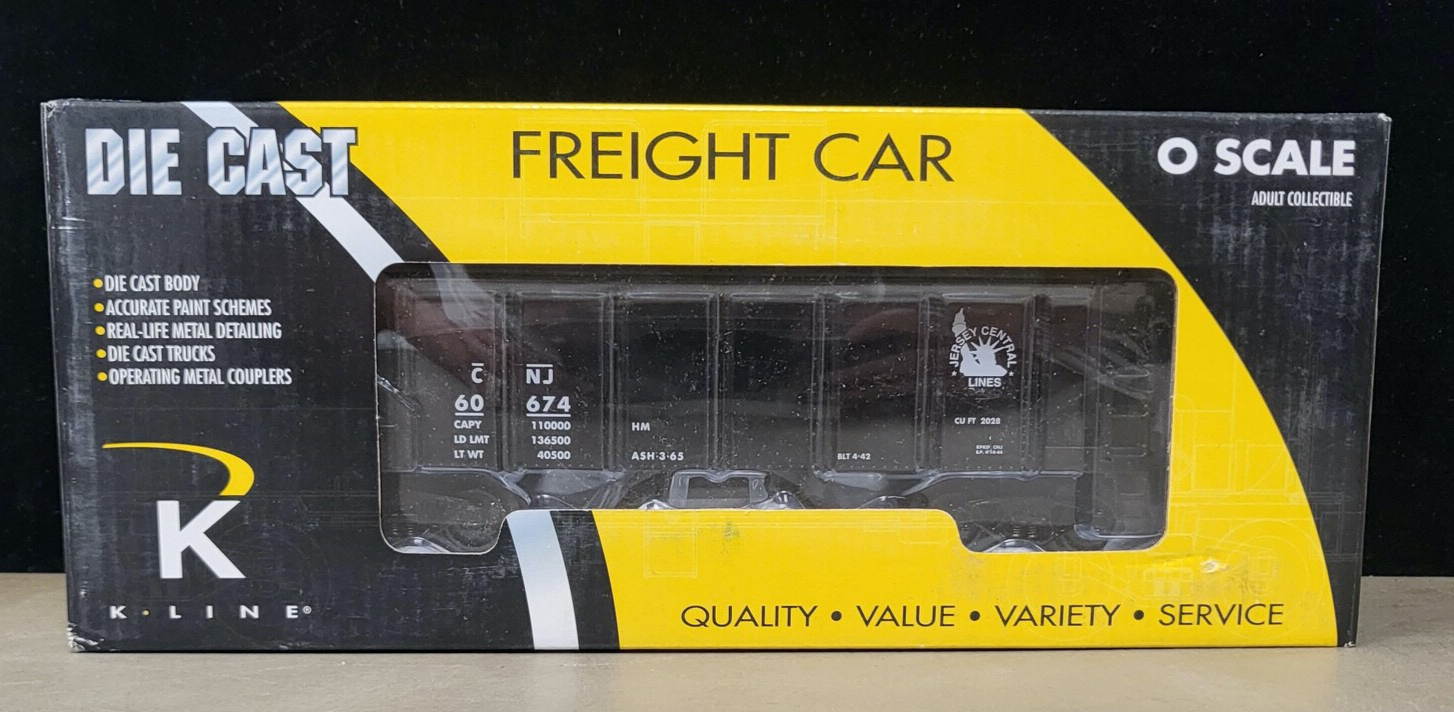 DIE CAST
FREIGHT CAR
O SCALE
ADULT COLLECTIBLE
•DIE CAST BODY
•ACCURATE PAINT SCHEMES
•REAL-LIFE METAL DETAILING
•DIE CAST TRUCKS
•OPERATING METAL COUPLERS
C NJ
60 674
CAPY 110000
LD LMT 136500
LT WT 40500
HM
ASH-3-65
BLT 4-42
JERSEY CENTRAL
LINES
CU FT 2028
K
K·LINE®
QUALITY • VALUE • VARIETY • SERVICE